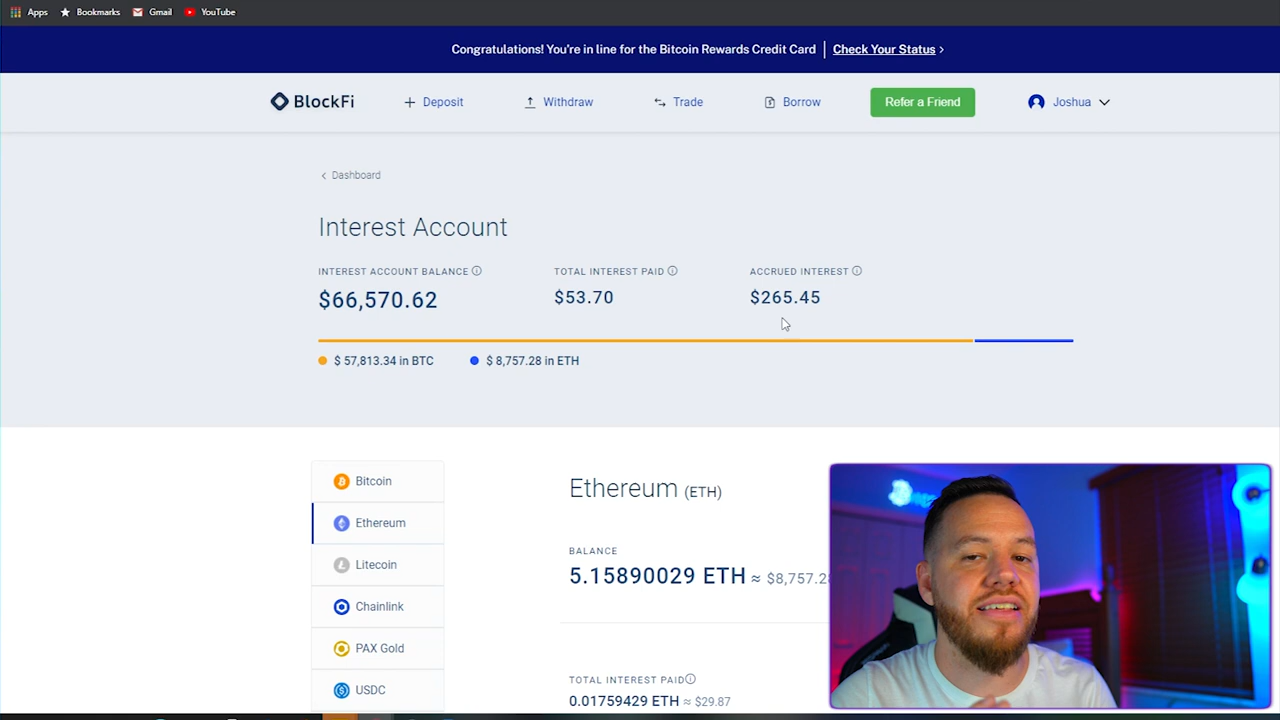 Apps Bookmarks Gmail YouTube
Congratulations! You're in line for the Bitcoin Rewards Credit Card | Check Your Status ›
BlockFi + Deposit Withdraw Trade Borrow Refer a Friend Joshua
‹ Dashboard
Interest Account
INTEREST ACCOUNT BALANCE TOTAL INTEREST PAID ACCRUED INTEREST
$66,570.62 $53.70 $265.45
$ 57,813.34 in BTC $ 8,757.28 in ETH
Bitcoin
Ethereum (ETH)
Ethereum
BALANCE
Litecoin
5.15890029 ETH ≈ $8,757.28
Chainlink
PAX Gold
TOTAL INTEREST PAID
USDC
0.01759429 ETH ≈ $29.87